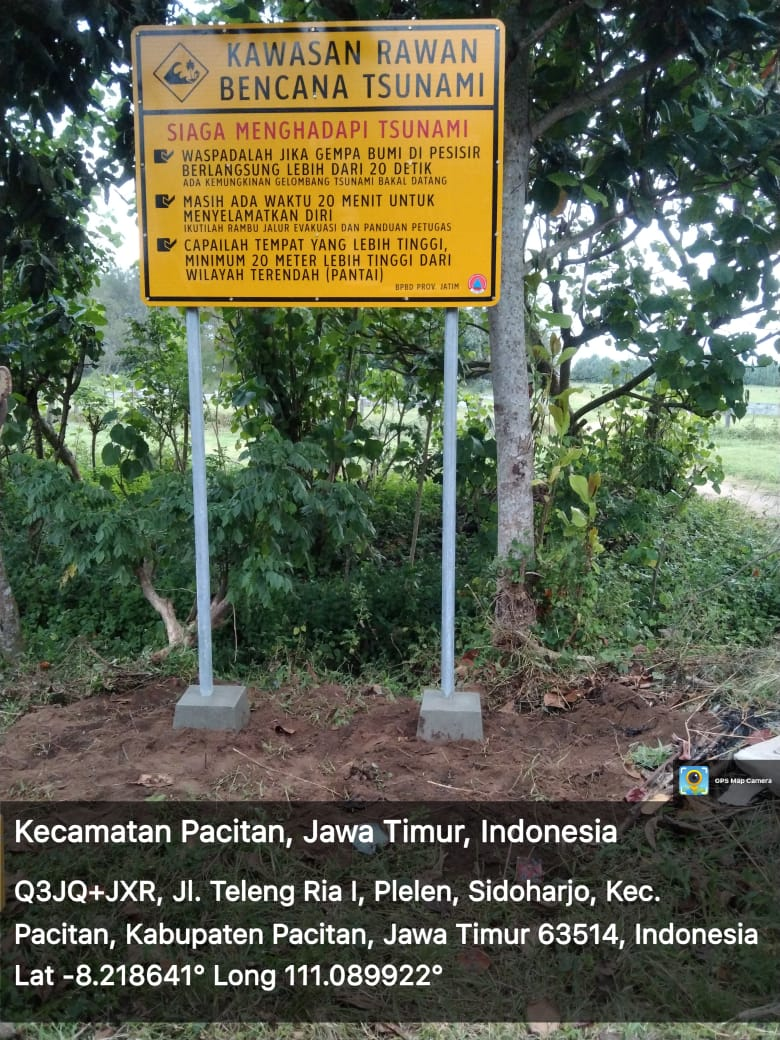 KAWASAN RAWAN
BENCANA TSUNAMI
SIAGA MENGHADAPI TSUNAMI
WASPADALAH JIKA GEMPA BUMI DI PESISIR
BERLANGSUNG LEBIH DARI 20 DETIK
ADA KEMUNGKINAN GELOMBANG TSUNAMI BAKAL DATANG
MASIH ADA WAKTU 20 MENIT UNTUK
MENYELAMATKAN DIRI
IKUTILAH RAMBU JALUR EVAKUASI DAN PANDUAN PETUGAS
CAPAILAH TEMPAT YANG LEBIH TINGGI,
MINIMUM 20 METER LEBIH TINGGI DARI
WILAYAH TERENDAH (PANTAI)
BPBD PROV. JATIM
GPS Map Camera
Kecamatan Pacitan, Jawa Timur, Indonesia
Q3JQ+JXR, Jl. Teleng Ria I, Plelen, Sidoharjo, Kec.
Pacitan, Kabupaten Pacitan, Jawa Timur 63514, Indonesia
Lat -8.218641° Long 111.089922°